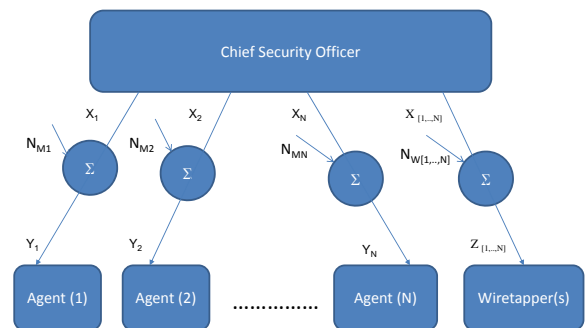 Chief Security Officer
X1 X2 XN X [1,..,N]
NM1 NM2 NMN NW[1,..,N]
Σ Σ Σ Σ
Y1 Y2 YN Z [1,..,N]
Agent (1) Agent (2) ................ Agent (N) Wiretapper(s)